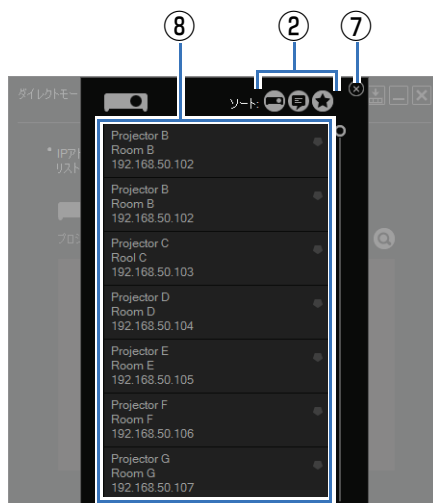 ⑧ ② ⑦
ダイレクトモー
ソート:
* IPアド
リスト
プロジ
Projector B
Room B
192.168.50.102
Projector B
Room B
192.168.50.102
Projector C
Rool C
192.168.50.103
Projector D
Room D
192.168.50.104
Projector E
Room E
192.168.50.105
Projector F
Room F
192.168.50.106
Projector G
Room G
192.168.50.107